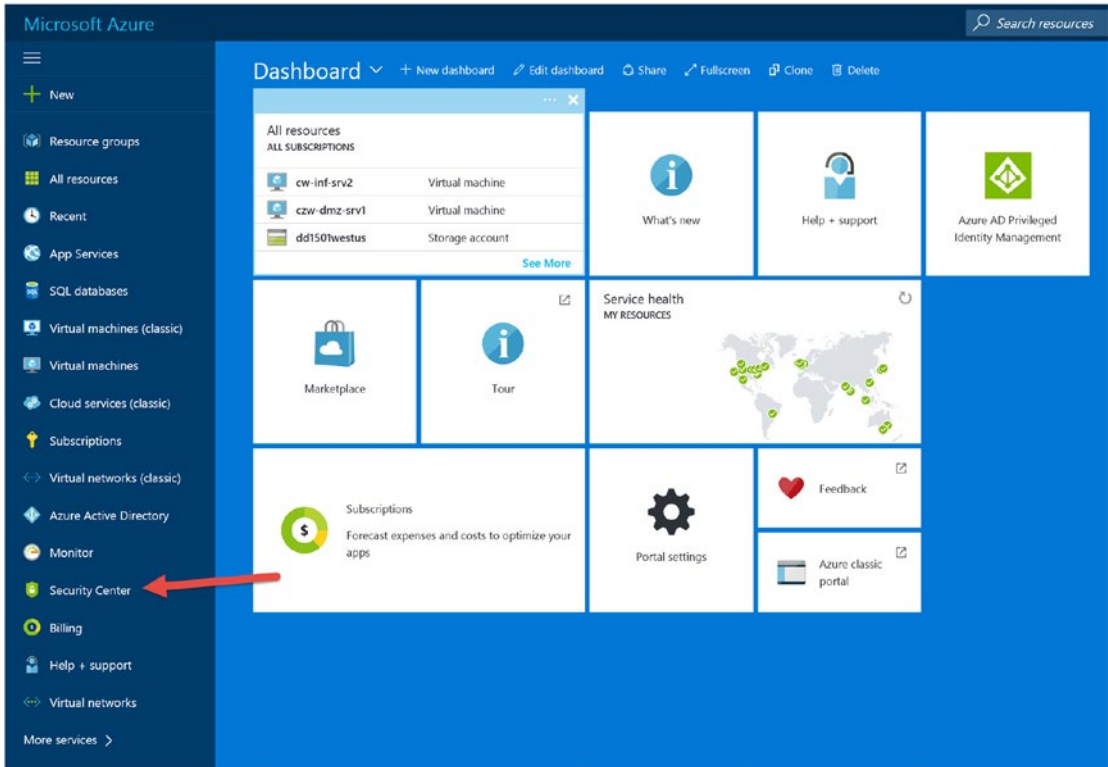 Microsoft Azure
Search resources
New
Resource groups
All resources
Recent
App Services
SQL databases
Virtual machines (classic)
Virtual machines
Cloud services (classic)
Subscriptions
Virtual networks (classic)
Azure Active Directory
Monitor
Security Center
Billing
Help + support
Virtual networks
More services
Dashboard
New dashboard
Edit dashboard
Share
Fullscreen
Clone
Delete
All resources
ALL SUBSCRIPTIONS
cw-inf-srv2 Virtual machine
czw-dmz-srv1 Virtual machine
dd1501westus Storage account
See More
What's new
Help + support
Azure AD Privileged
Identity Management
Marketplace
Tour
Service health
MY RESOURCES
Subscriptions
Forecast expenses and costs to optimize your
apps
Portal settings
Feedback
Azure classic
portal